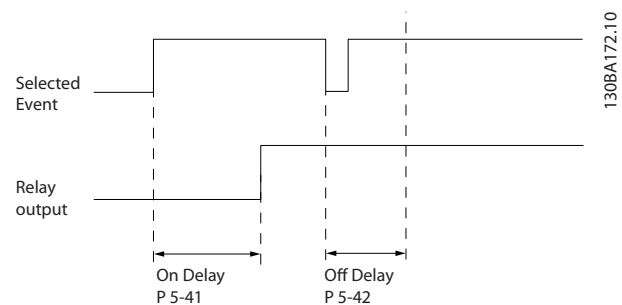 130BA172.10
Selected
Event
Relay
output
On Delay
P 5-41
Off Delay
P 5-42